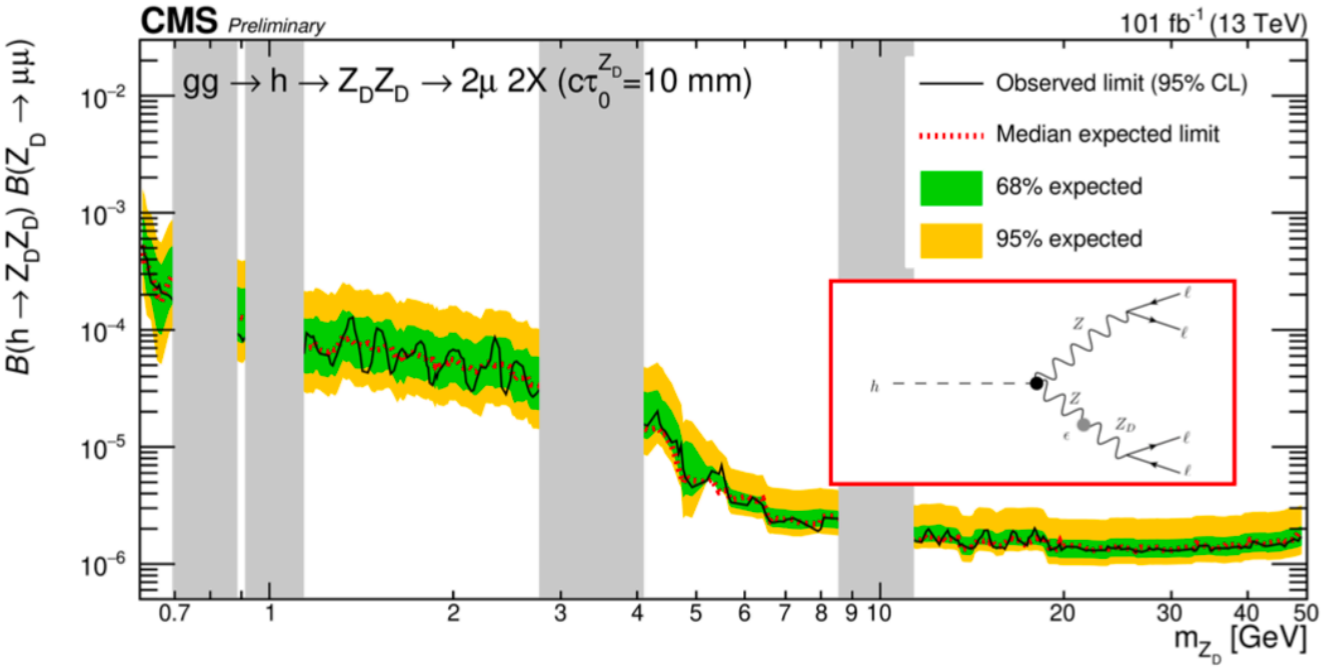 CMS Preliminary
101 fb⁻¹ (13 TeV)
B(h → Z_D Z_D) B(Z_D → μμ)
gg → h → Z_D Z_D → 2μ 2X (cτ₀^{Z_D}=10 mm)
Observed limit (95% CL)
Median expected limit
68% expected
95% expected
10⁻²
10⁻³
10⁻⁴
10⁻⁵
10⁻⁶
h
Z
ℓ
ℓ
Z
ϵ
Z_D
ℓ
ℓ
0.7 1 2 3 4 5 6 7 8 9 10 20 30 40 50
m_{Z_D} [GeV]